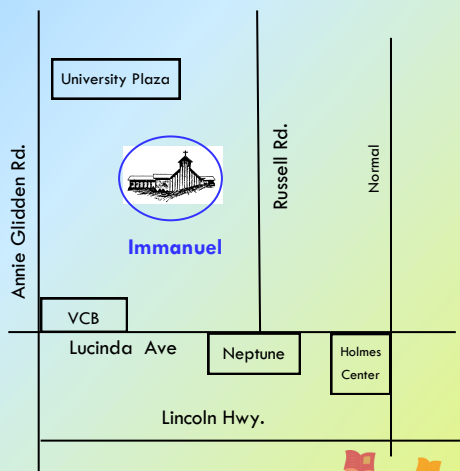 University Plaza
Annie Glidden Rd.
Russell Rd.
Normal
Immanuel
VCB
Lucinda Ave
Neptune
Holmes
Center
Lincoln Hwy.